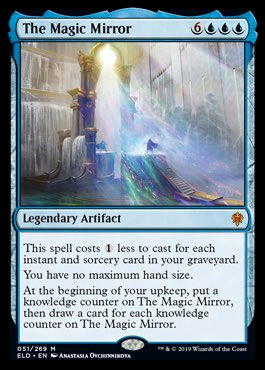 The Magic Mirror 6
Legendary Artifact
This spell costs 1 less to cast for each
instant and sorcery card in your graveyard.
You have no maximum hand size.
At the beginning of your upkeep, put a
knowledge counter on The Magic Mirror,
then draw a card for each knowledge
counter on The Magic Mirror.
051/269 M
ELD • EN Anastasia Ovchinnikova
™ & © 2019 Wizards of the Coast